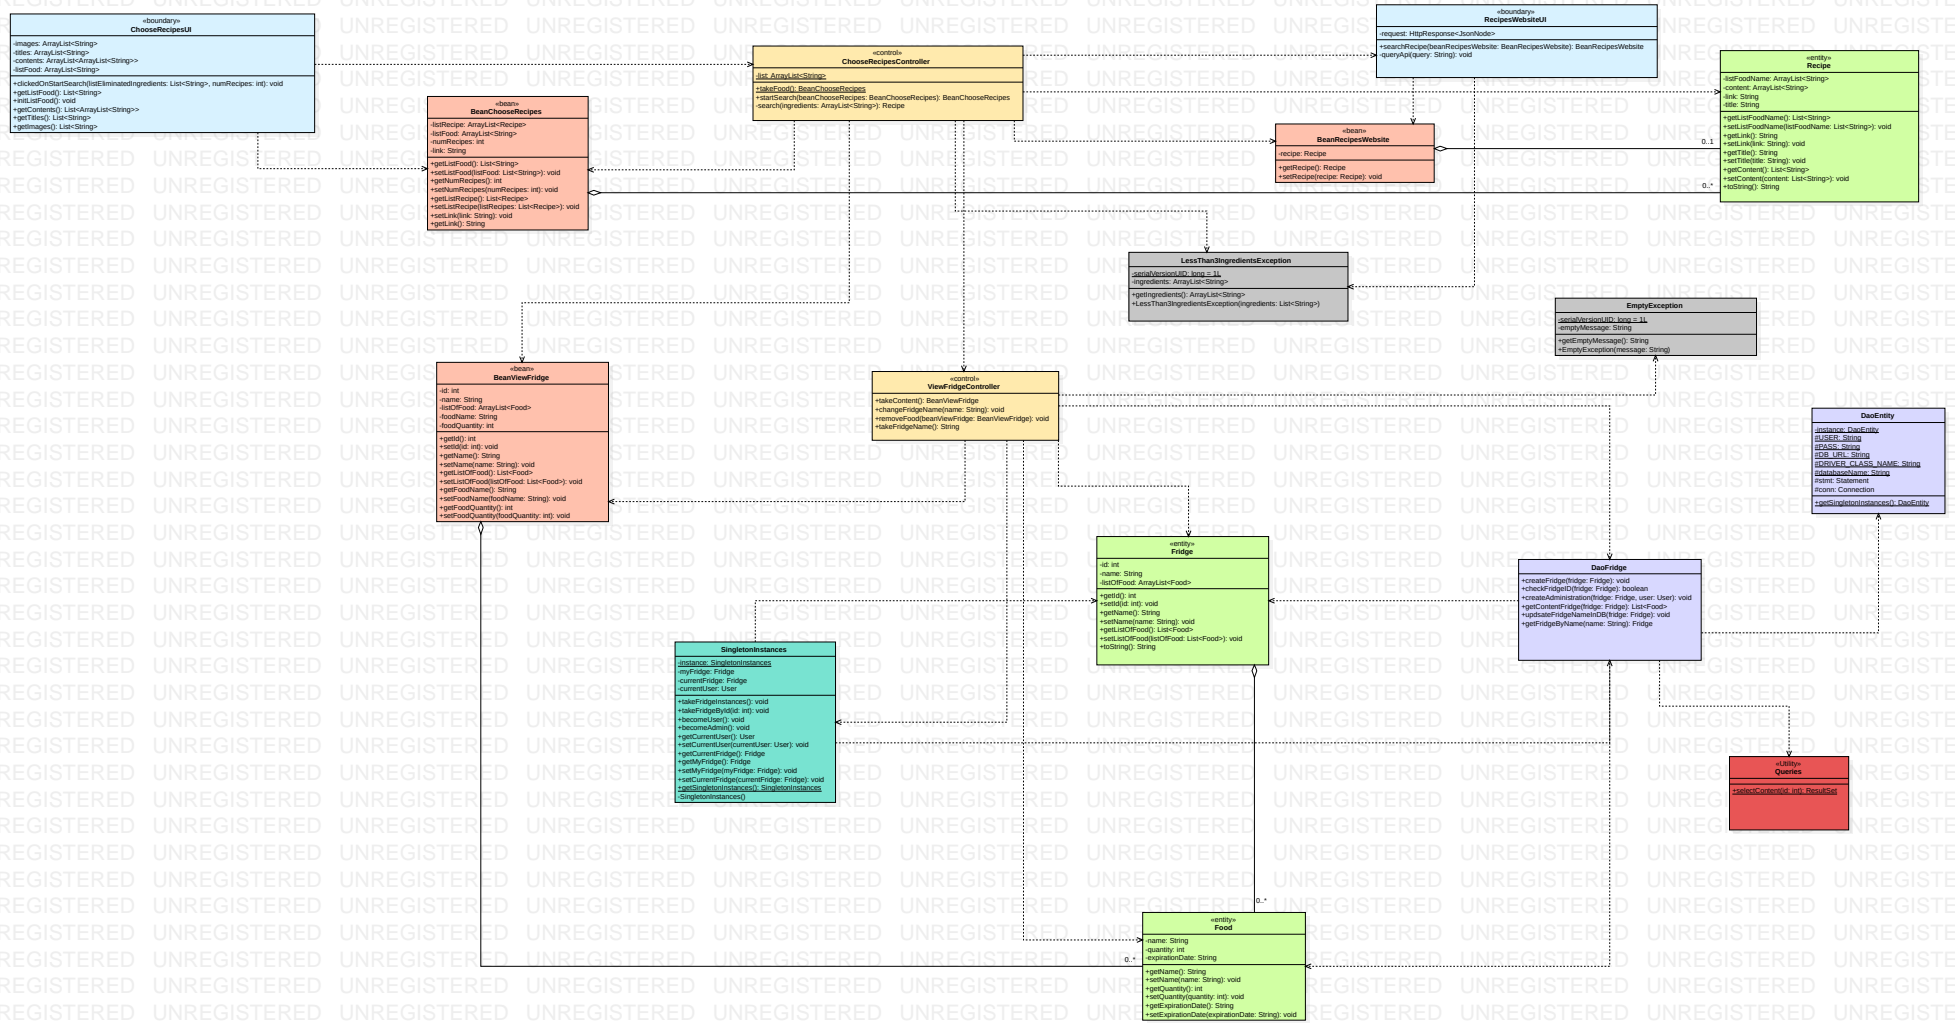 «boundary»
ChooseRecipesUI
-images: ArrayList<String>
-titles: ArrayList<String>
-contents: ArrayList<ArrayList<String>>
-listFood: ArrayList<String>
+clickedOnStartSearch(listEliminatedIngredients: List<String>, numRecipes: int): void
+getListFood(): List<String>
+initListFood(): void
+getContents(): List<ArrayList<String>>
+getTitles(): List<String>
+getImages(): List<String>
«control»
ChooseRecipesController
-list: ArrayList<String>
+takeFood(): BeanChooseRecipes
+startSearch(beanChooseRecipes: BeanChooseRecipes): BeanChooseRecipes
-search(ingredients: ArrayList<String>): Recipe
«boundary»
RecipesWebsiteUI
-request: HttpResponse<JsonNode>
+searchRecipe(beanRecipesWebsite: BeanRecipesWebsite): BeanRecipesWebsite
-queryApi(query: String): void
«entity»
Recipe
-listFoodName: ArrayList<String>
-content: ArrayList<String>
-link: String
-title: String
+getListFoodName(): List<String>
+setListFoodName(listFoodName: List<String>): void
+getLink(): String
+setLink(link: String): void
+getTitle(): String
+setTitle(title: String): void
+getContent(): List<String>
+setContent(content: List<String>): void
+toString(): String
«bean»
BeanChooseRecipes
-listRecipe: ArrayList<Recipe>
-listFood: ArrayList<String>
-numRecipes: int
-link: String
+getListFood(): List<String>
+setListFood(listFood: List<String>): void
+getNumRecipes(): int
+setNumRecipes(numRecipes: int): void
+getListRecipe(): List<Recipe>
+setListRecipe(listRecipes: List<Recipe>): void
+setLink(link: String): void
+getLink(): String
«bean»
BeanRecipesWebsite
-recipe: Recipe
+getRecipe(): Recipe
+setRecipe(recipe: Recipe): void
0..1
0..*
LessThan3IngredientsException
-serialVersionUID: long = 1L
-ingredients: ArrayList<String>
+getIngredients(): ArrayList<String>
+LessThan3IngredientsException(ingredients: List<String>)
EmptyException
-serialVersionUID: long = 1L
-emptyMessage: String
+getEmptyMessage(): String
+EmptyException(message: String)
«bean»
BeanViewFridge
-id: int
-name: String
-listOfFood: ArrayList<Food>
-foodName: String
-foodQuantity: int
+getId(): int
+setId(id: int): void
+getName(): String
+setName(name: String): void
+getListOfFood(): List<Food>
+setListOfFood(listOfFood: List<Food>): void
+getFoodName(): String
+setFoodName(foodName: String): void
+getFoodQuantity(): int
+setFoodQuantity(foodQuantity: int): void
«control»
ViewFridgeController
+takeContent(): BeanViewFridge
+changeFridgeName(name: String): void
+removeFood(beanViewFridge: BeanViewFridge): void
+takeFridgeName(): String
DaoEntity
-instance: DaoEntity
#USER: String
#PASS: String
#DB_URL: String
#DRIVER_CLASS_NAME: String
#databaseName: String
#stmt: Statement
#conn: Connection
+getSingletonInstances(): DaoEntity
«entity»
Fridge
-id: int
-name: String
-listOfFood: ArrayList<Food>
+getId(): int
+setId(id: int): void
+getName(): String
+setName(name: String): void
+getListOfFood(): List<Food>
+setListOfFood(listOfFood: List<Food>): void
+toString(): String
DaoFridge
+createFridge(fridge: Fridge): void
+checkFridgeID(fridge: Fridge): boolean
+createAdministration(fridge: Fridge, user: User): void
+getContentFridge(fridge: Fridge): List<Food>
+updsateFridgeNameInDB(fridge: Fridge): void
+getFridgeByName(name: String): Fridge
SingletonInstances
-instance: SingletonInstances
-myFridge: Fridge
-currentFridge: Fridge
-currentUser: User
+takeFridgeInstances(): void
+takeFridgeById(id: int): void
+becomeUser(): void
+becomeAdmin(): void
+getCurrentUser(): User
+setCurrentUser(currentUser: User): void
+getCurrentFridge(): Fridge
+getMyFridge(): Fridge
+setMyFridge(myFridge: Fridge): void
+setCurrentFridge(currentFridge: Fridge): void
+getSingletonInstances(): SingletonInstances
-SingletonInstances()
«Utility»
Queries
+selectContent(id: int): ResultSet
0..*
0..*
«entity»
Food
-name: String
-quantity: int
-expirationDate: String
+getName(): String
+setName(name: String): void
+getQuantity(): int
+setQuantity(quantity: int): void
+getExpirationDate(): String
+setExpirationDate(expirationDate: String): void